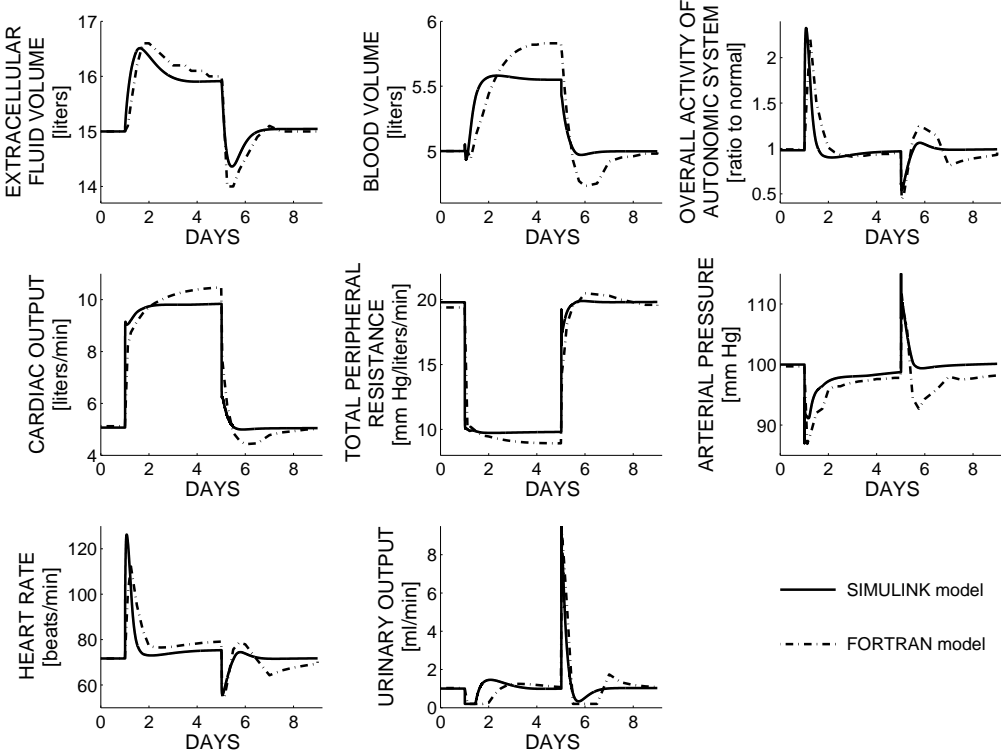 EXTRACELLULAR
FLUID VOLUME
[liters]
17
16
15
14
0 2 4 6 8
DAYS
BLOOD VOLUME
[liters]
6
5.5
5
0 2 4 6 8
DAYS
OVERALL ACTIVITY OF
AUTONOMIC SYSTEM
[ratio to normal]
2
1.5
1
0.5
0 2 4 6 8
DAYS
CARDIAC OUTPUT
[liters/min]
10
8
6
4
0 2 4 6 8
DAYS
TOTAL PERIPHERAL
RESISTANCE
[mm Hg/liters/min]
20
15
10
0 2 4 6 8
DAYS
ARTERIAL PRESSURE
[mm Hg]
110
100
90
0 2 4 6 8
DAYS
HEART RATE
[beats/min]
120
100
80
60
0 2 4 6 8
DAYS
URINARY OUTPUT
[ml/min]
8
6
4
2
0
0 2 4 6 8
DAYS
SIMULINK model
FORTRAN model